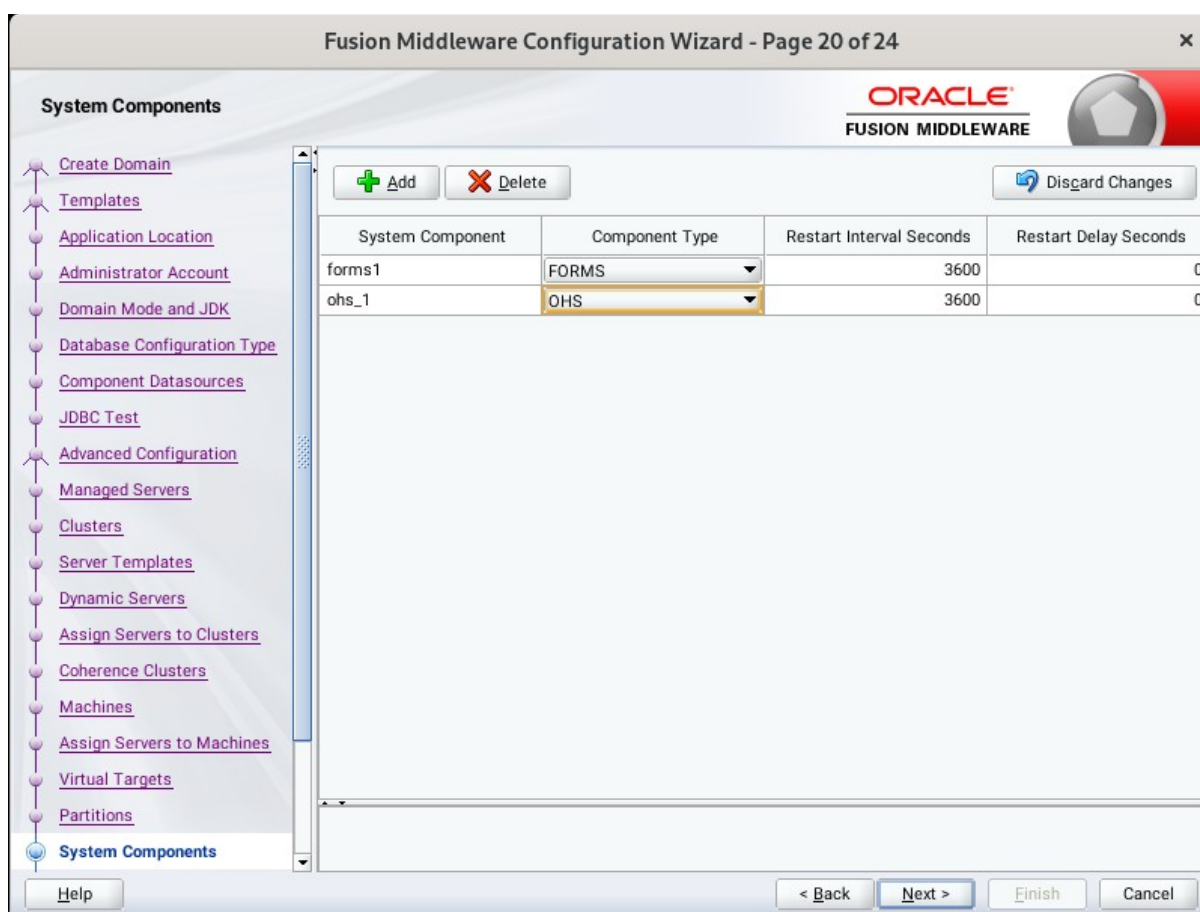 Fusion Middleware Configuration Wizard - Page 20 of 24
System Components
ORACLE
FUSION MIDDLEWARE
Create Domain
Templates
Application Location
Administrator Account
Domain Mode and JDK
Database Configuration Type
Component Datasources
JDBC Test
Advanced Configuration
Managed Servers
Clusters
Server Templates
Dynamic Servers
Assign Servers to Clusters
Coherence Clusters
Machines
Assign Servers to Machines
Virtual Targets
Partitions
System Components
Add Delete Discard Changes
System Component Component Type Restart Interval Seconds Restart Delay Seconds
forms1 FORMS 3600 0
ohs_1 OHS 3600 0
Help < Back Next > Finish Cancel